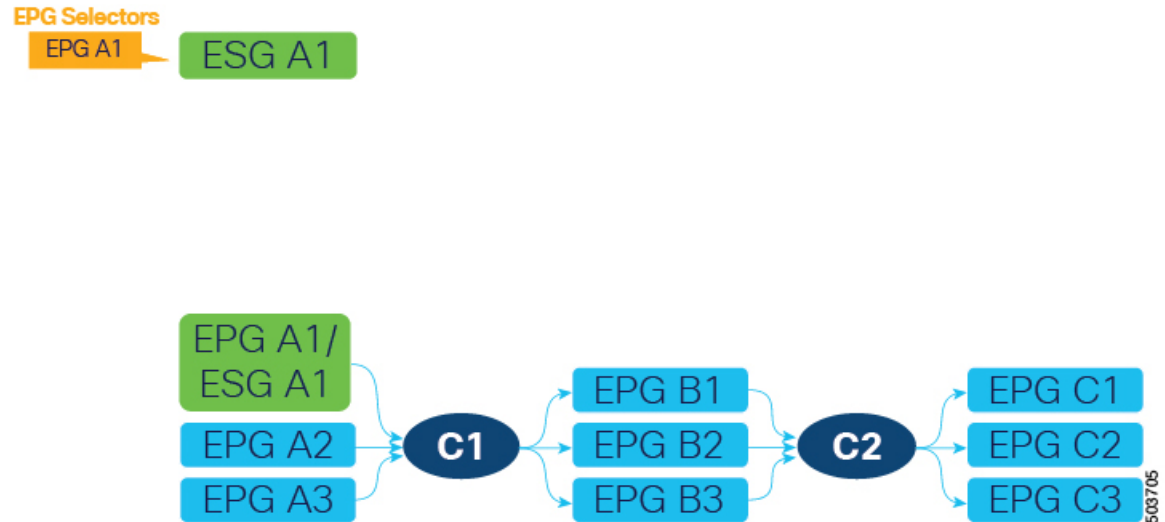 EPG Selectors
EPG A1
ESG A1
EPG A1/
ESG A1
EPG A2
EPG A3
C1
EPG B1
EPG B2
EPG B3
C2
EPG C1
EPG C2
EPG C3
503705